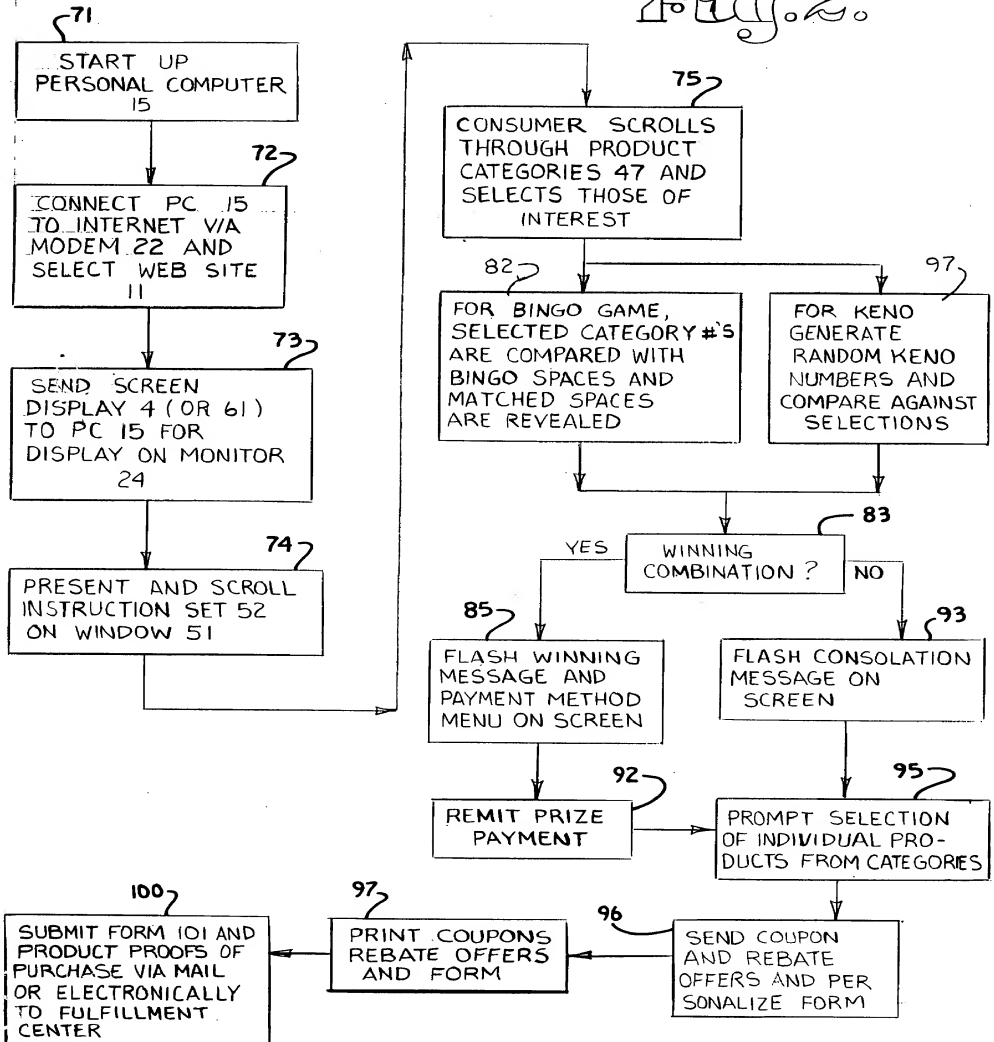 Fig.2.
71
START UP
PERSONAL COMPUTER
15
72
CONNECT PC 15
TO INTERNET VIA
MODEM 22 AND
SELECT WEB SITE
11
73
SEND SCREEN
DISPLAY 4 (OR 61)
TO PC 15 FOR
DISPLAY ON MONITOR
24
74
PRESENT AND SCROLL
INSTRUCTION SET 52
ON WINDOW 51
75
CONSUMER SCROLLS
THROUGH PRODUCT
CATEGORIES 47 AND
SELECTS THOSE OF
INTEREST
82
FOR BINGO GAME,
SELECTED CATEGORY #'S
ARE COMPARED WITH
BINGO SPACES AND
MATCHED SPACES
ARE REVEALED
97
FOR KENO
GENERATE
RANDOM KENO
NUMBERS AND
COMPARE AGAINST
SELECTIONS
83
WINNING
COMBINATION ?
YES
NO
85
FLASH WINNING
MESSAGE AND
PAYMENT METHOD
MENU ON SCREEN
93
FLASH CONSOLATION
MESSAGE ON
SCREEN
92
REMIT PRIZE
PAYMENT
95
PROMPT SELECTION
OF INDIVIDUAL PRO-
DUCTS FROM CATEGORIES
96
SEND COUPON
AND REBATE
OFFERS AND PER
SONALIZE FORM
97
PRINT COUPONS
REBATE OFFERS
AND FORM
100
SUBMIT FORM 101 AND
PRODUCT PROOFS OF
PURCHASE VIA MAIL
OR ELECTRONICALLY
TO FULFILLMENT
CENTER